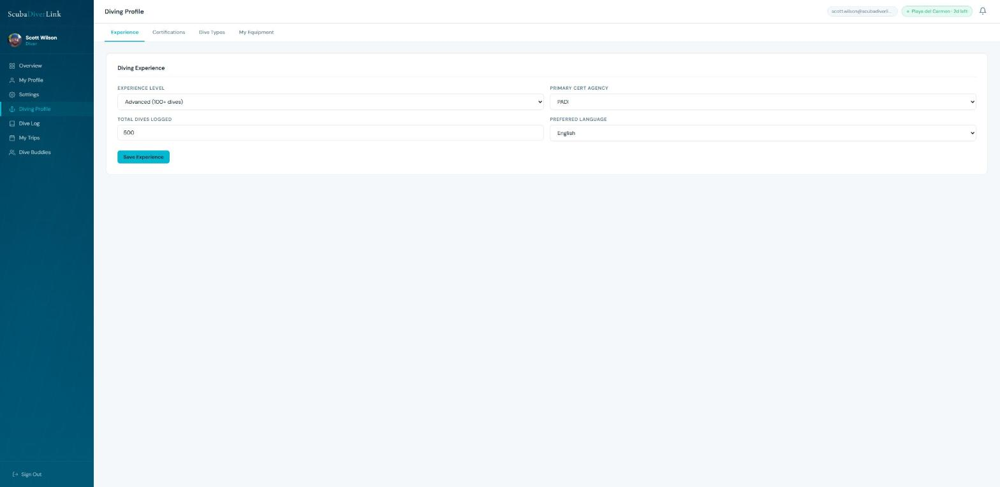 ScubaDiverLink
Diving Profile
scott.wilson@scubadiverli...
Playa del Carmen · 2d left
Scott Wilson
Diver
Experience
Certifications
Dive Types
My Equipment
Overview
My Profile
Settings
Diving Profile
Dive Log
My Trips
Dive Buddies
Diving Experience
EXPERIENCE LEVEL
Advanced (100+ dives)
PRIMARY CERT AGENCY
PADI
TOTAL DIVES LOGGED
500
PREFERRED LANGUAGE
English
Save Experience
Sign Out